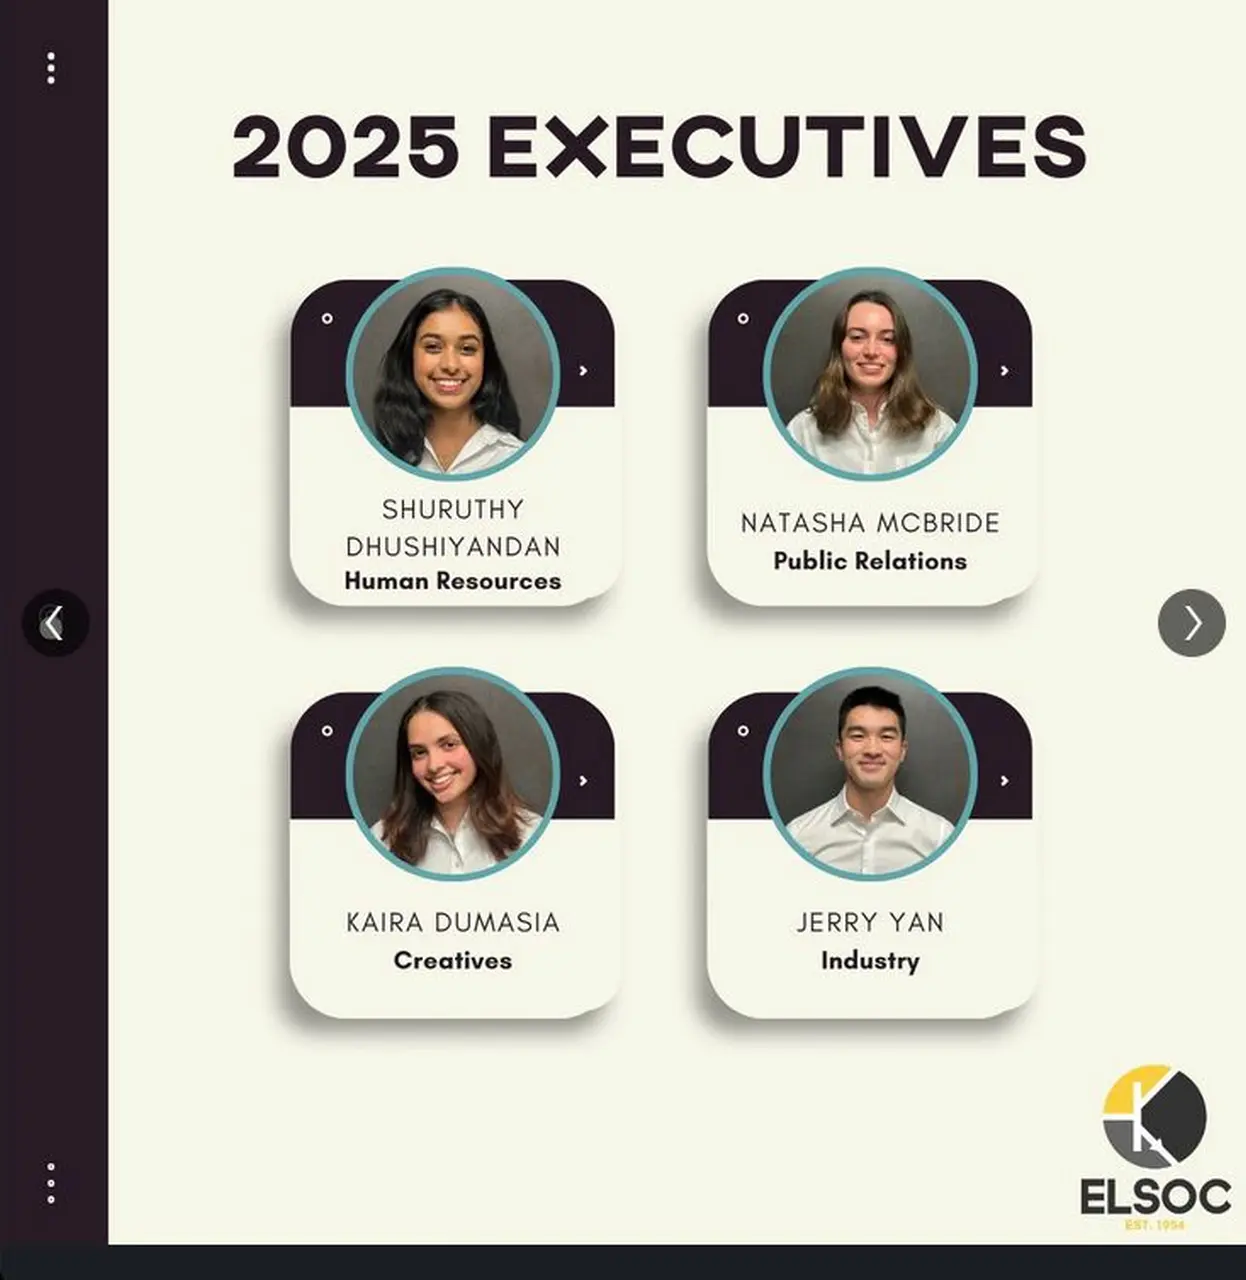 2025 EXECUTIVES
SHURUTHY
DHUSHIYANDAN
Human Resources
NATASHA MCBRIDE
Public Relations
KAIRA DUMASIA
Creatives
JERRY YAN
Industry
ELSOC
EST. 1954